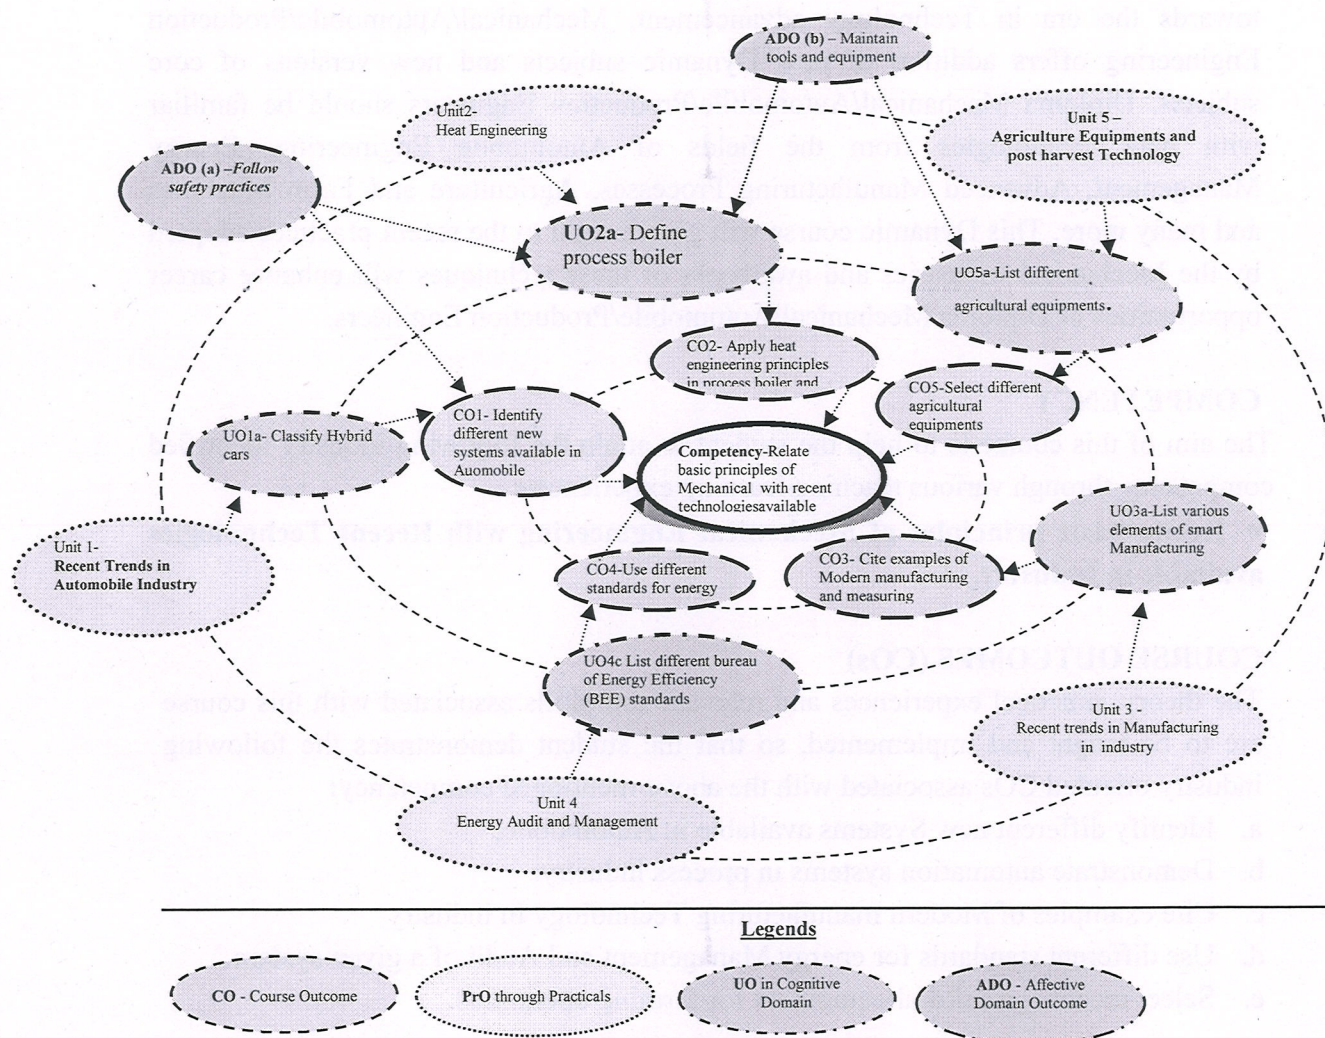 ADO (b) – Maintain
tools and equipment
Unit2-
Heat Engineering
Unit 5 –
Agriculture Equipments and
post harvest Technology
ADO (a) –Follow
safety practices
UO2a- Define
process boiler
UO5a-List different
agricultural equipments
CO2- Apply heat
engineering principles
in process boiler and
CO5-Select different
agricultural
equipments
UO1a- Classify Hybrid
cars
CO1- Identify
different new
systems available in
Auomobile
Competency-Relate
basic principles of
Mechanical with recent
technologiesavailable
UO3a-List various
elements of smart
Manufacturing
Unit 1-
Recent Trends in
Automobile Industry
CO4-Use different
standards for energy
CO3- Cite examples of
Modern manufacturing
and measuring
UO4c List different bureau
of Energy Efficiency
(BEE) standards
Unit 3 -
Recent trends in Manufacturing
in industry
Unit 4
Energy Audit and Management
Legends
CO - Course Outcome
PrO through Practicals
UO in Cognitive
Domain
ADO - Affective
Domain Outcome